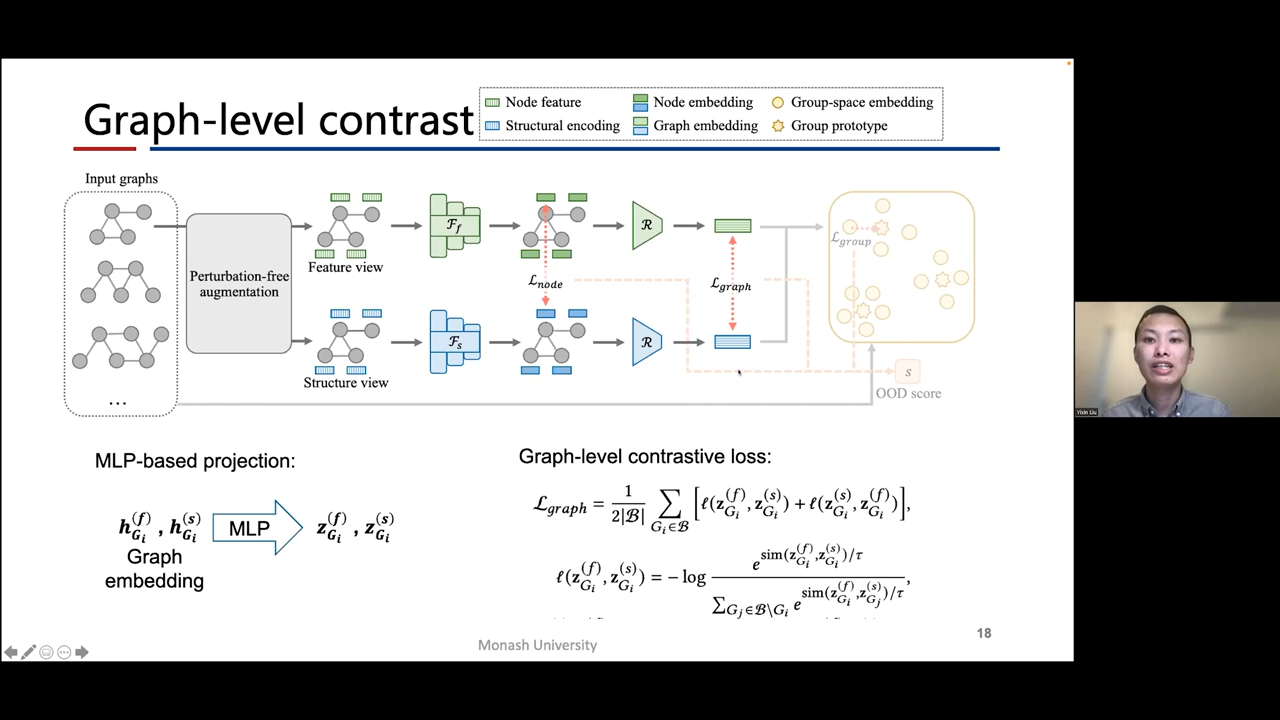 Graph-level contrast
Node feature
Node embedding
Group-space embedding
Structural encoding
Graph embedding
Group prototype
Input graphs
Perturbation-free
augmentation
Feature view
Structure view
…
ℱ_f
ℱ_s
ℒ_node
ℛ
ℛ
ℒ_graph
ℒ_group
s
OOD score
Yixin Liu
MLP-based projection:
h_{G_i}^{(f)} , h_{G_i}^{(s)}
MLP
z_{G_i}^{(f)} , z_{G_i}^{(s)}
Graph
embedding
Graph-level contrastive loss:
ℒ_graph = 1/(2|ℬ|) ∑_{G_i∈ℬ} [ℓ(z_{G_i}^{(f)}, z_{G_i}^{(s)}) + ℓ(z_{G_i}^{(s)}, z_{G_i}^{(f)})],
ℓ(z_{G_i}^{(f)}, z_{G_i}^{(s)}) = − log e^{sim(z_{G_i}^{(f)}, z_{G_i}^{(s)})/τ} / ∑_{G_j∈ℬ\G_i} e^{sim(z_{G_i}^{(f)}, z_{G_j}^{(s)})/τ},
Monash University
18